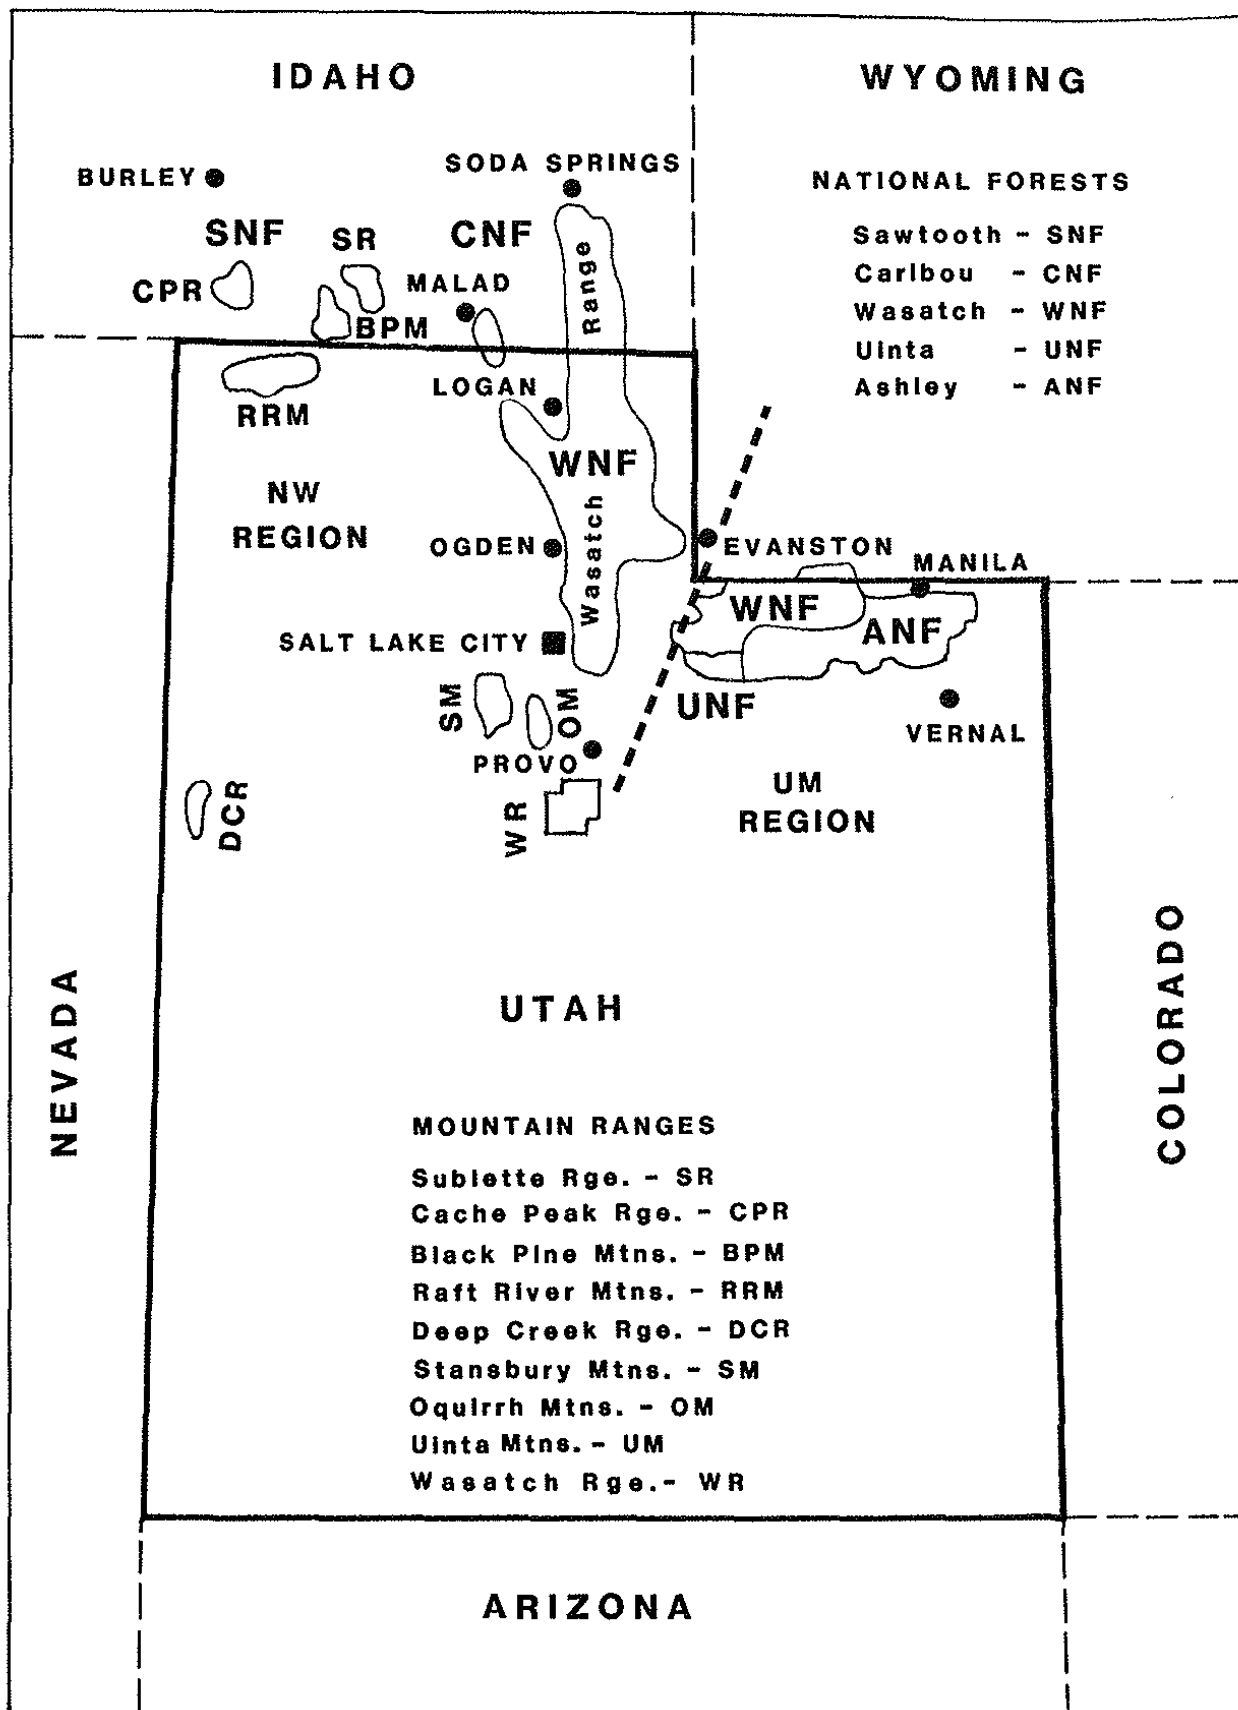 IDAHO
WYOMING
SODA SPRINGS
BURLEY
NATIONAL FORESTS
SNF
SR
CNF
Sawtooth - SNF
Caribou - CNF
Wasatch - WNF
Uinta - UNF
Ashley - ANF
Range
CPR
MALAD
BPM
LOGAN
RRM
WNF
NW
REGION
Wasatch
OGDEN
EVANSTON
MANILA
WNF
ANF
SALT LAKE CITY
SM
OM
UNF
VERNAL
PROVO
DCR
WR
UM
REGION
NEVADA
UTAH
COLORADO
MOUNTAIN RANGES
Sublette Rge. - SR
Cache Peak Rge. - CPR
Black Pine Mtns. - BPM
Raft River Mtns. - RRM
Deep Creek Rge. - DCR
Stansbury Mtns. - SM
Oquirrh Mtns. - OM
Uinta Mtns. - UM
Wasatch Rge. - WR
ARIZONA